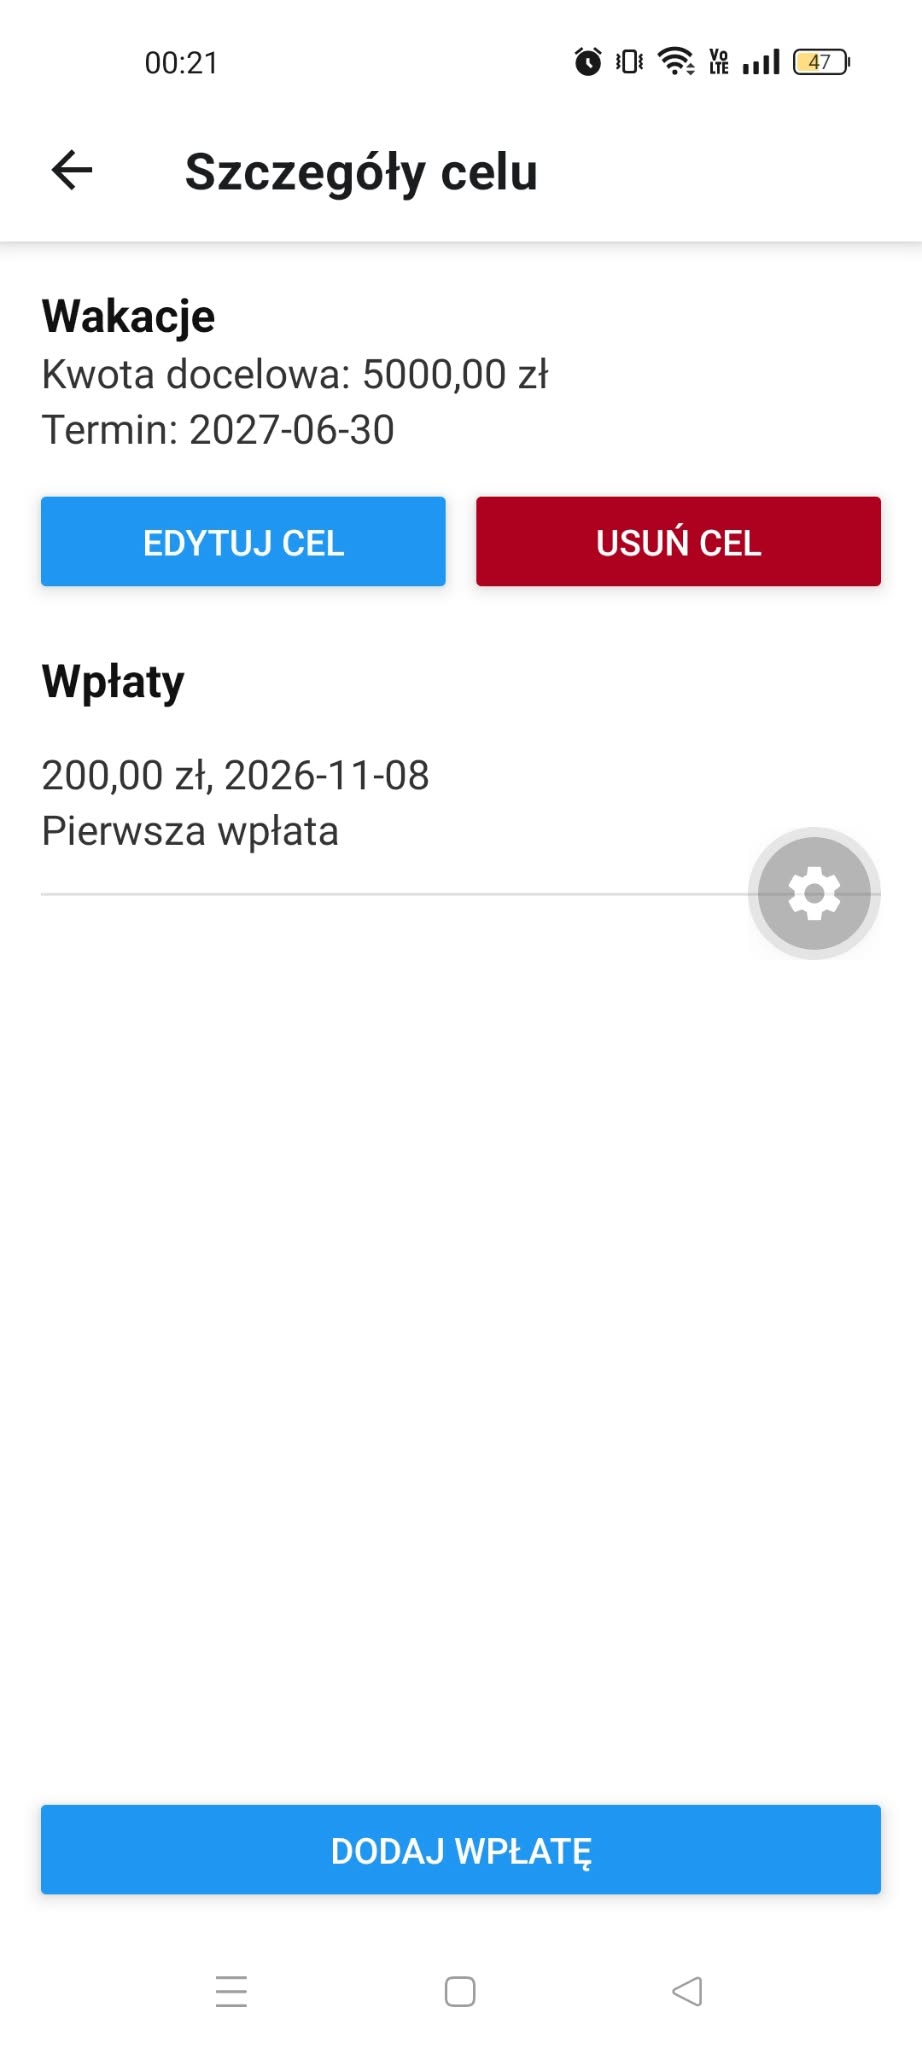 00:21
VoLTE
47
Szczegóły celu
Wakacje
Kwota docelowa: 5000,00 zł
Termin: 2027-06-30
EDYTUJ CEL
USUŃ CEL
Wpłaty
200,00 zł, 2026-11-08
Pierwsza wpłata
DODAJ WPŁATĘ